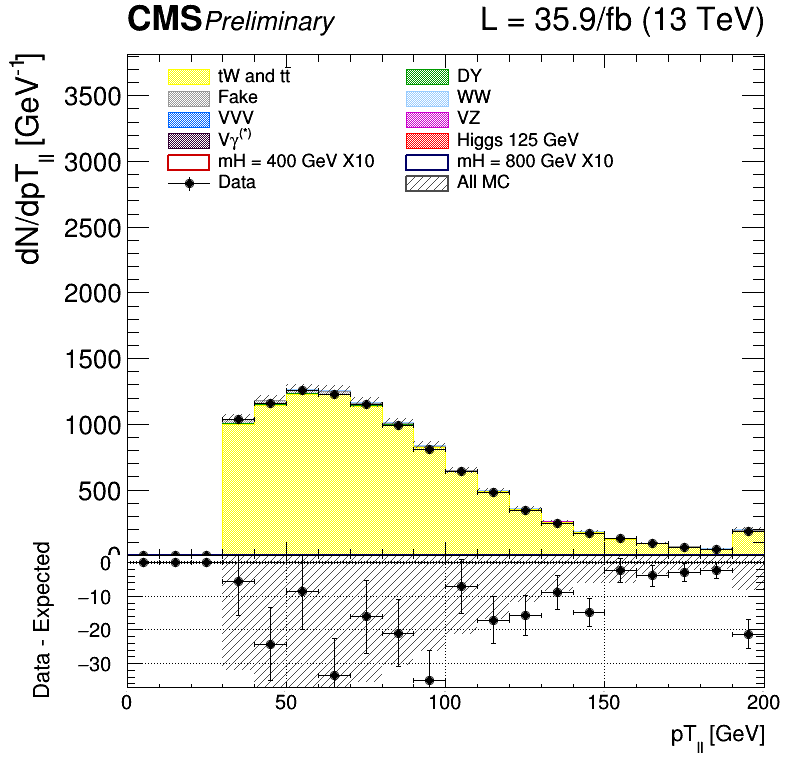 CMS Preliminary L = 35.9/fb (13 TeV)
dN/dpT_ll [GeV^-1]
3500
3000
2500
2000
1500
1000
500
0
tW and tt DY
Fake WW
VVV VZ
Vγ^(*) Higgs 125 GeV
mH = 400 GeV X10 mH = 800 GeV X10
Data All MC
Data - Expected
0
−10
−20
−30
0 50 100 150 200
pT_ll [GeV]